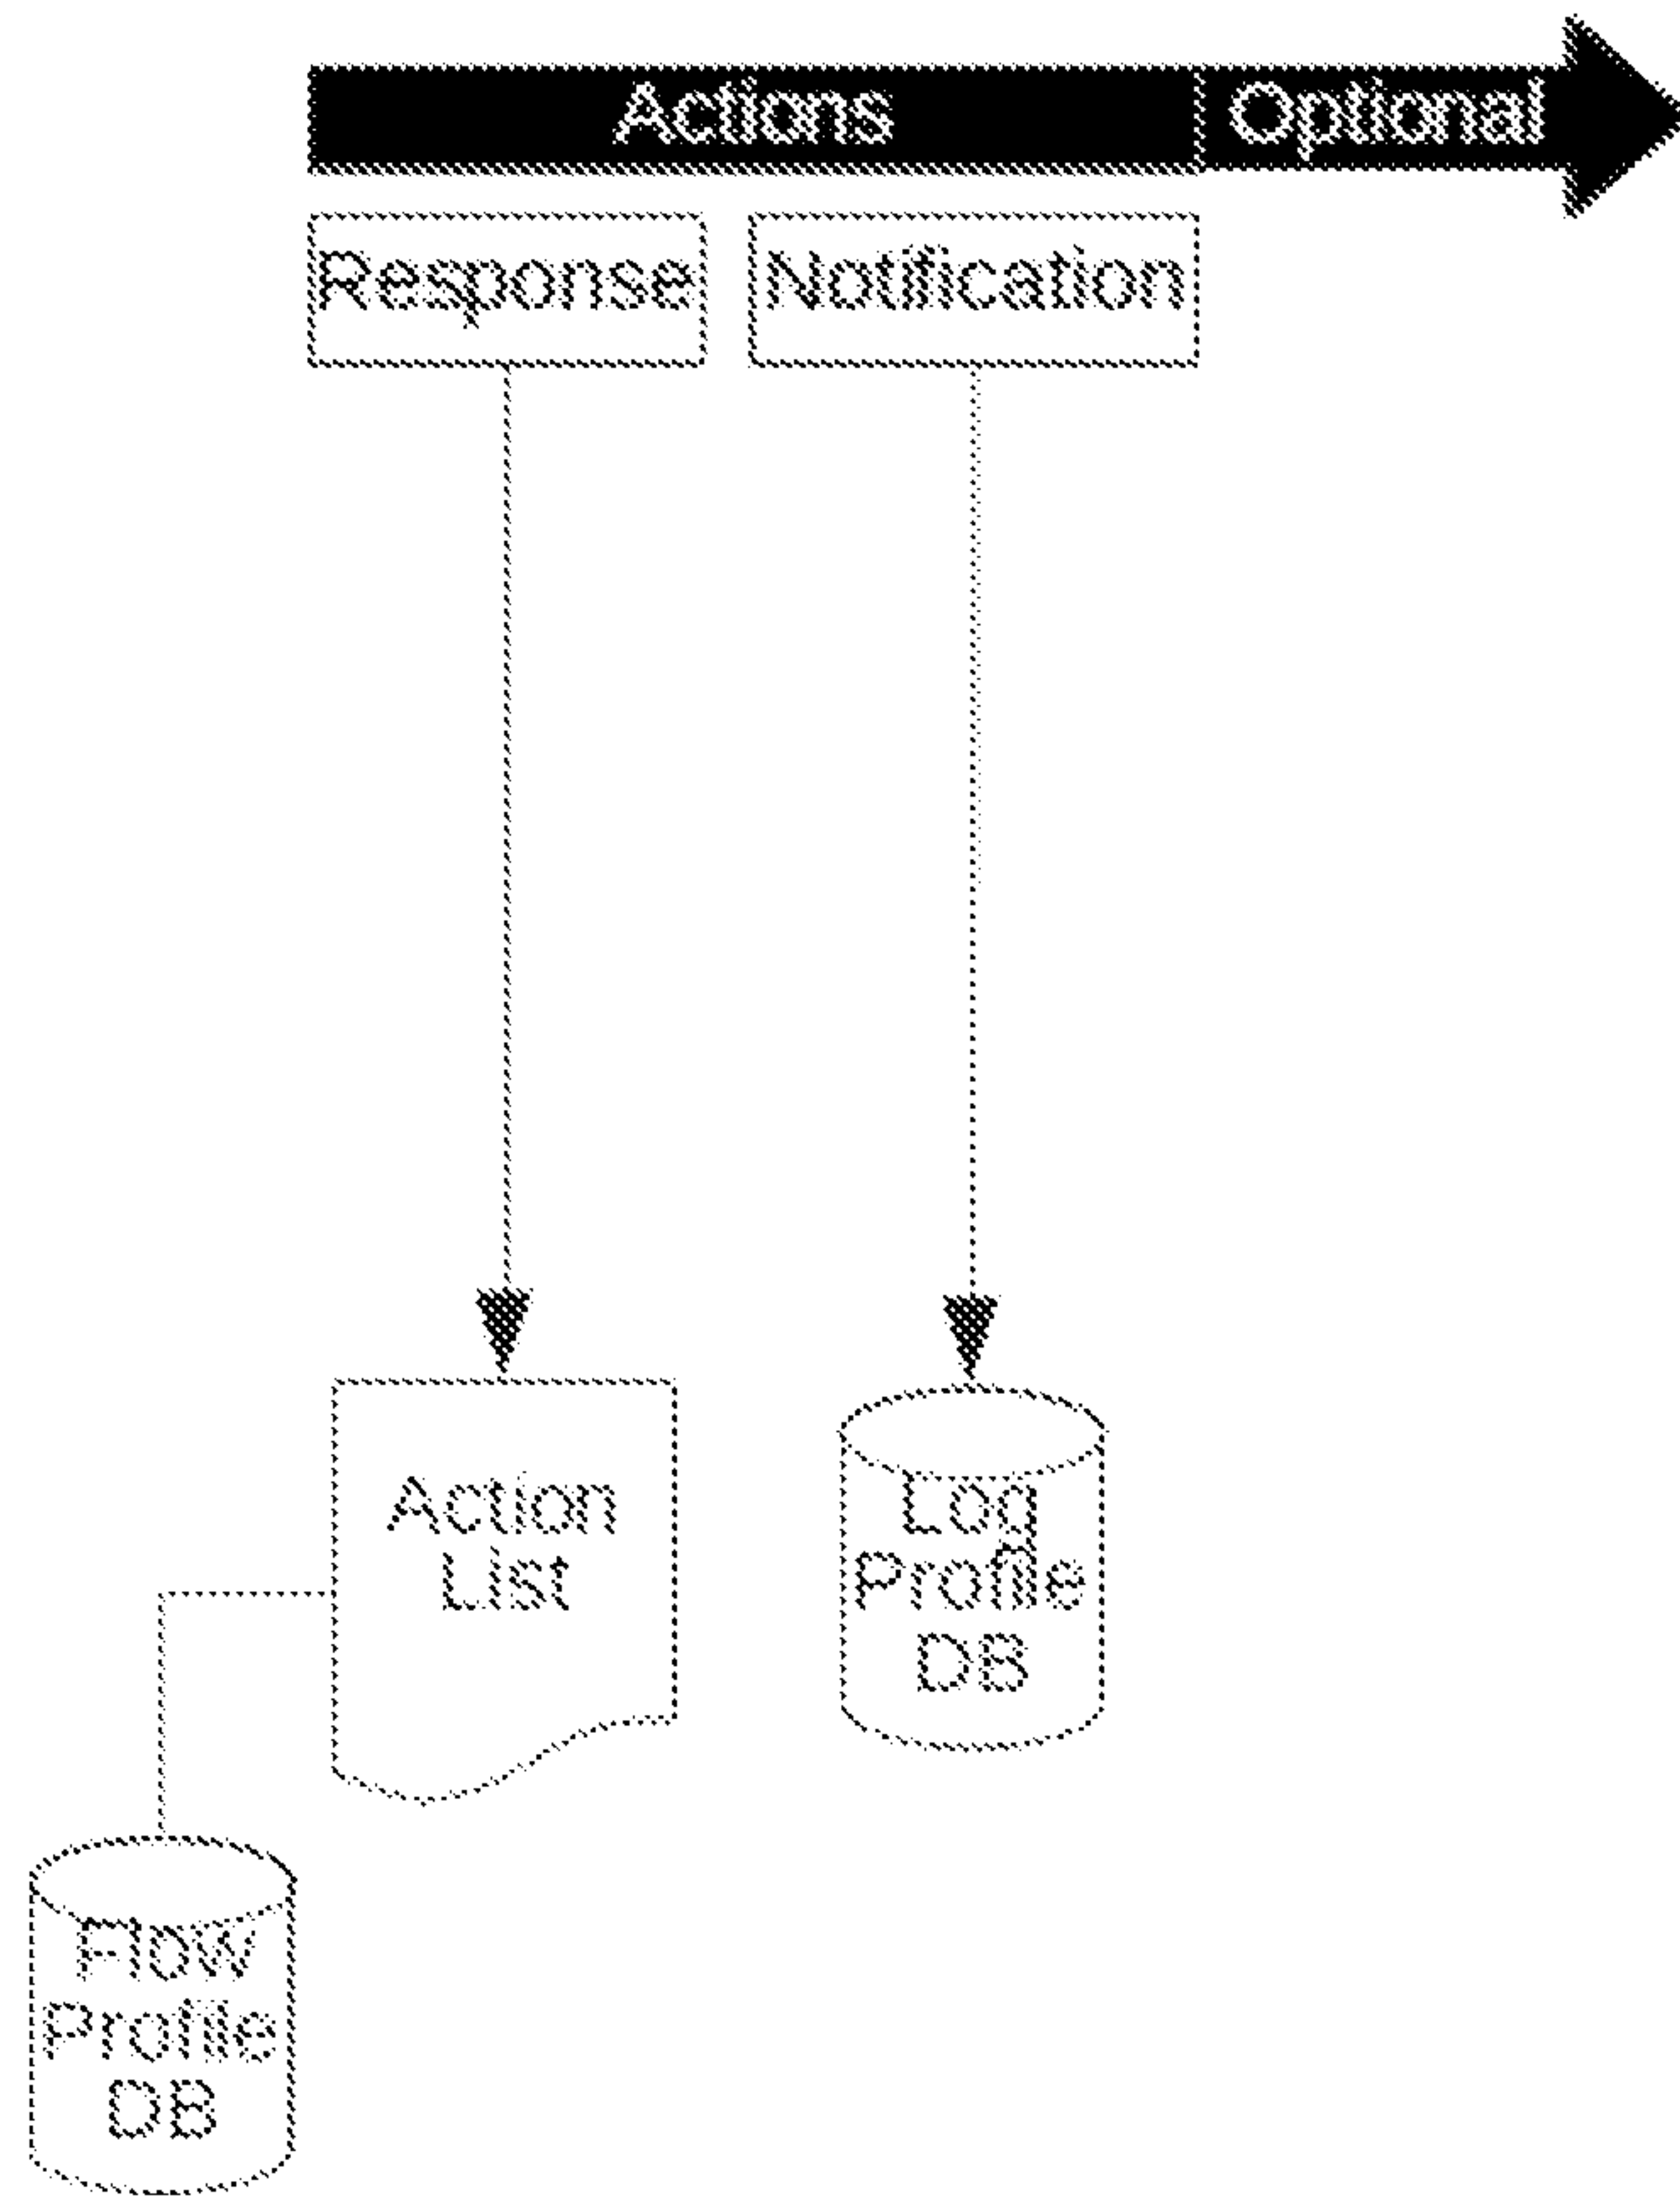 Actions Optional
Response Notification
Action
List
Log
Profile
DB
Flow
Profile
DB